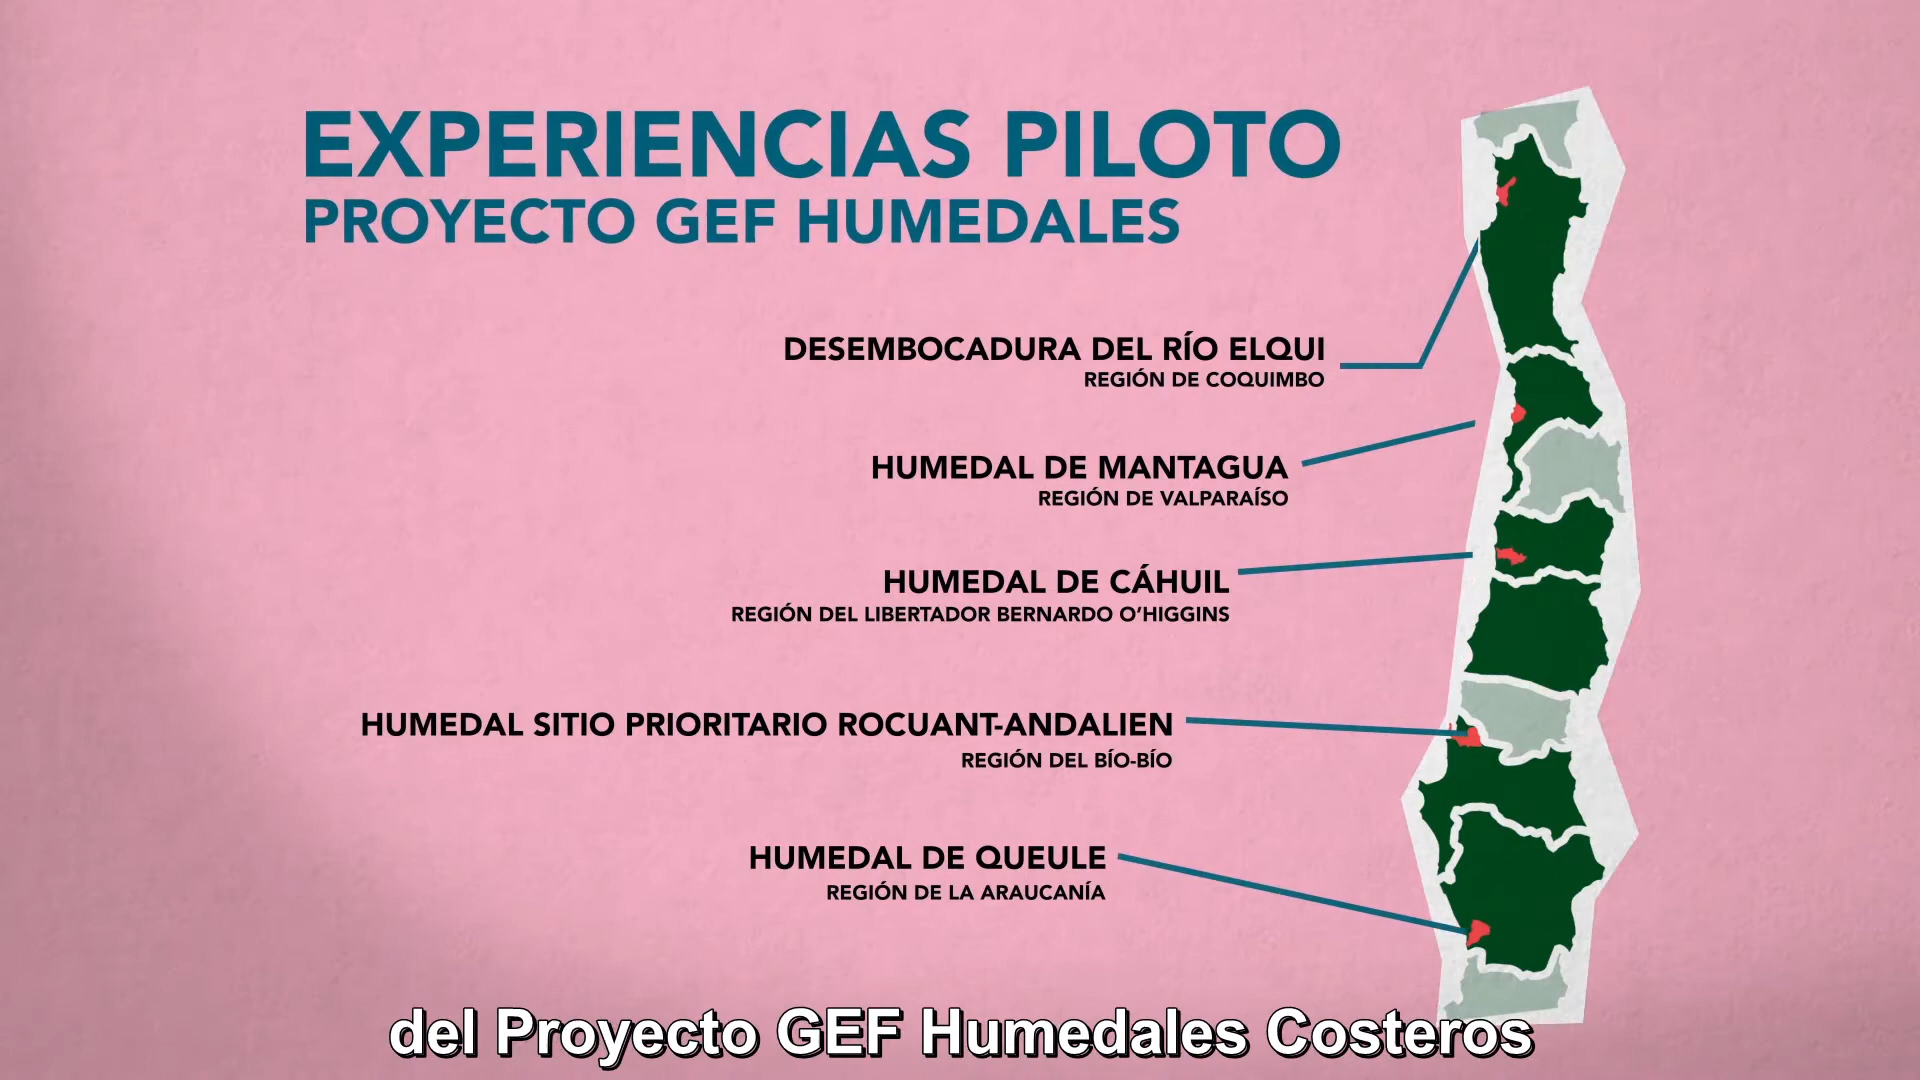 EXPERIENCIAS PILOTO
PROYECTO GEF HUMEDALES
DESEMBOCADURA DEL RÍO ELQUI
REGIÓN DE COQUIMBO
HUMEDAL DE MANTAGUA
REGIÓN DE VALPARAÍSO
HUMEDAL DE CÁHUIL
REGIÓN DEL LIBERTADOR BERNARDO O’HIGGINS
HUMEDAL SITIO PRIORITARIO ROCUANT-ANDALIEN
REGIÓN DEL BÍO-BÍO
HUMEDAL DE QUEULE
REGIÓN DE LA ARAUCANÍA
del Proyecto GEF Humedales Costeros